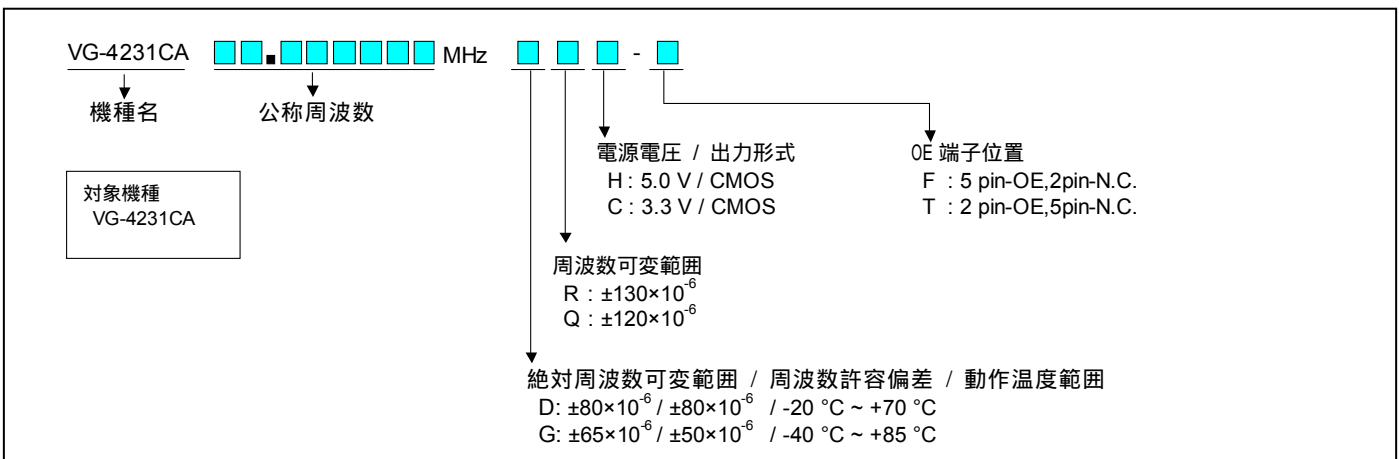 VG-4231CA □□.□□□□□□□ MHz □ □ □ - □
機種名 公称周波数
対象機種
VG-4231CA
電源電圧 / 出力形式
H : 5.0 V / CMOS
C : 3.3 V / CMOS
OE 端子位置
F : 5 pin-OE,2pin-N.C.
T : 2 pin-OE,5pin-N.C.
周波数可変範囲
R : ±130×10⁻⁶
Q : ±120×10⁻⁶
絶対周波数可変範囲 / 周波数許容偏差 / 動作温度範囲
D: ±80×10⁻⁶ / ±80×10⁻⁶ / -20 °C ~ +70 °C
G: ±65×10⁻⁶ / ±50×10⁻⁶ / -40 °C ~ +85 °C